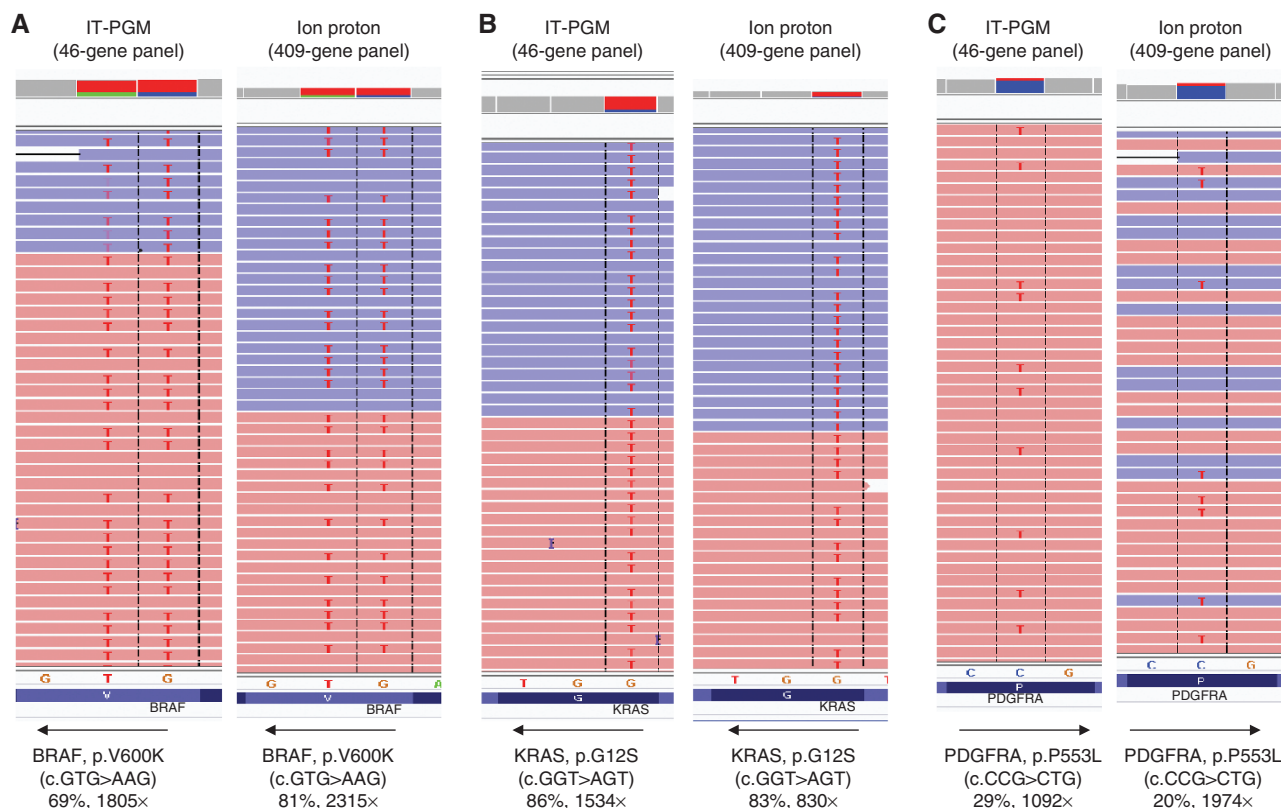 A
IT-PGM
(46-gene panel)
Ion proton
(409-gene panel)
B
IT-PGM
(46-gene panel)
Ion proton
(409-gene panel)
C
IT-PGM
(46-gene panel)
Ion proton
(409-gene panel)
G T G
V
BRAF
G T G A
V
BRAF
T G G
G
KRAS
T G G T
G
KRAS
C C G
P
PDGFRA
C C G
P
PDGFRA
BRAF, p.V600K
(c.GTG>AAG)
69%, 1805×
BRAF, p.V600K
(c.GTG>AAG)
81%, 2315×
KRAS, p.G12S
(c.GGT>AGT)
86%, 1534×
KRAS, p.G12S
(c.GGT>AGT)
83%, 830×
PDGFRA, p.P553L
(c.CCG>CTG)
29%, 1092×
PDGFRA, p.P553L
(c.CCG>CTG)
20%, 1974×